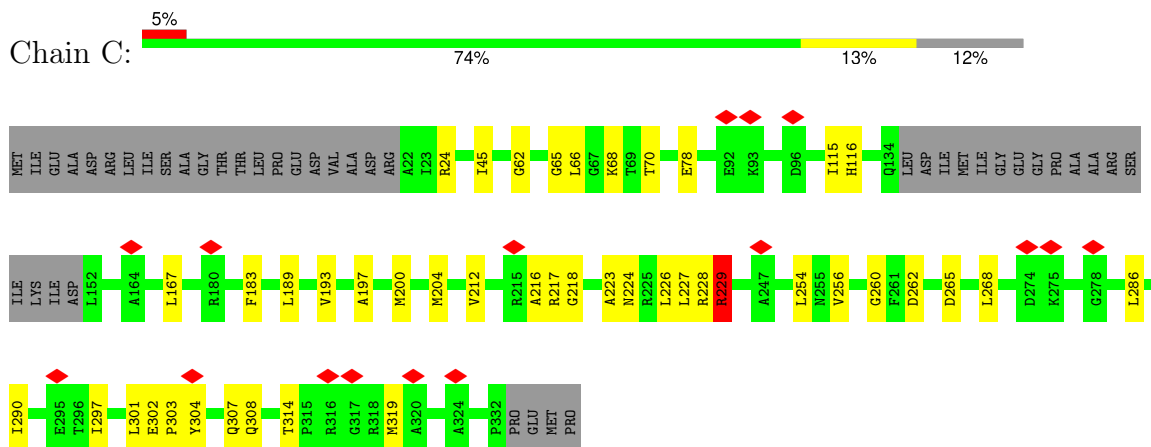 5%
Chain C:
74% 13% 12%
MET ILE GLU ALA ASP ARG LEU ILE SER ALA GLY THR THR LEU PRO GLU ASP VAL ALA ASP ARG A22 I23 R24 I45 G62 G65 L66 G67 K68 T69 T70 E78 E92 K93 D96 I115 H116 Q134 LEU ASP ILE MET ILE GLY GLU GLY PRO ALA ALA ARG SER
ILE LYS ILE ASP L152 A164 L167 R180 F183 L189 V193 A197 M200 M204 V212 R215 A216 R217 G218 A223 N224 R225 L226 L227 R228 R229 A247 L254 N255 V256 G260 F261 D262 D265 L268 D274 K275 G278 L286
I290 E295 T296 I297 L301 E302 P303 Y304 Q307 Q308 T314 P315 R316 G317 R318 M319 A320 A324 P332 PRO GLU MET PRO